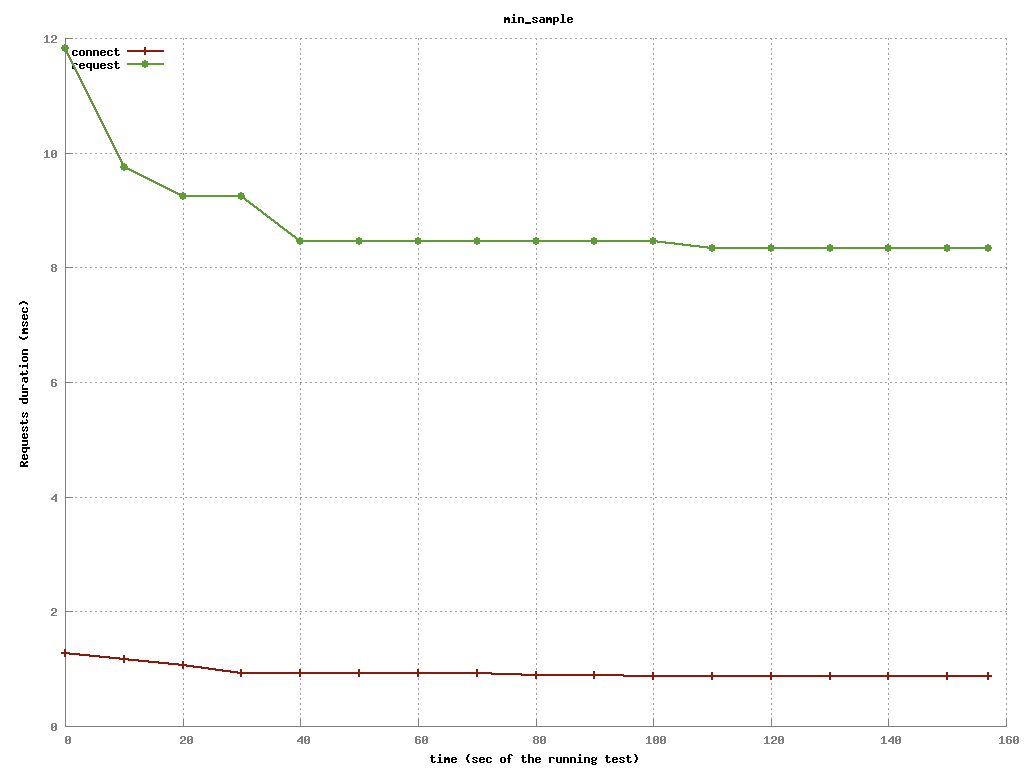 min_sample
12
connect
request
10
8
6
4
2
0
Requests duration (msec)
0 20 40 60 80 100 120 140 160
time (sec of the running test)